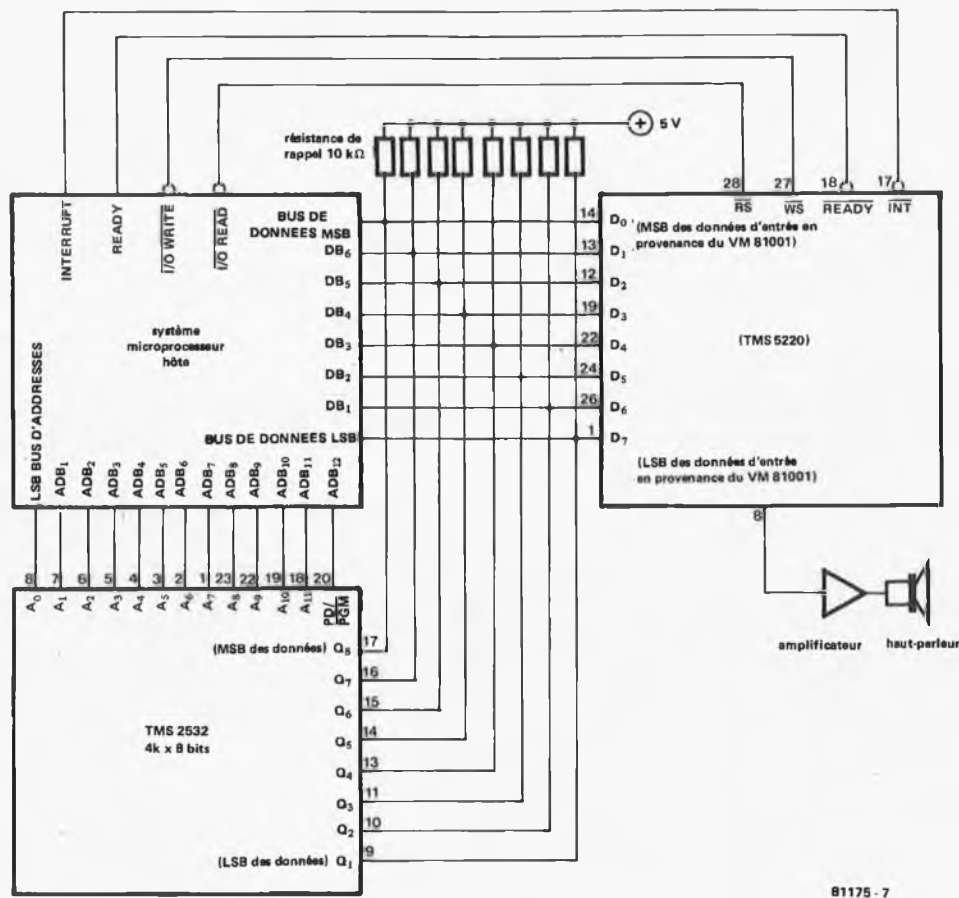 résistance de
rappel 10 kΩ
5 V
INTERRUPT
READY
I/O WRITE
I/O READ
BUS DE
DONNEES MSB
DB6
DB5
DB4
DB3
DB2
DB1
BUS DE DONNEES LSB
système
microprocesseur
hôte
LSB BUS D'ADDRESSES
ADB1
ADB2
ADB3
ADB4
ADB5
ADB6
ADB7
ADB8
ADB9
ADB10
ADB11
ADB12
28
27
18
17
RS
WS
READY
INT
14
13
12
19
22
24
26
1
D0
D1
D2
D3
D4
D5
D6
D7
(MSB des données d'entrée en
provenance du VM 81001)
(TMS 5220)
(LSB des données d'entrée
en provenance du VM 81001)
8
amplificateur
haut-parleur
8
7
6
5
4
3
2
1
23
22
19
18
20
A0
A1
A2
A3
A4
A5
A6
A7
A8
A9
A10
A11
PD/
PGM
(MSB des données) Q8 17
Q7 16
Q6 15
Q5 14
Q4 13
Q3 11
Q2 10
(LSB des données) Q1 9
TMS 2532
4k x 8 bits
81175 - 7